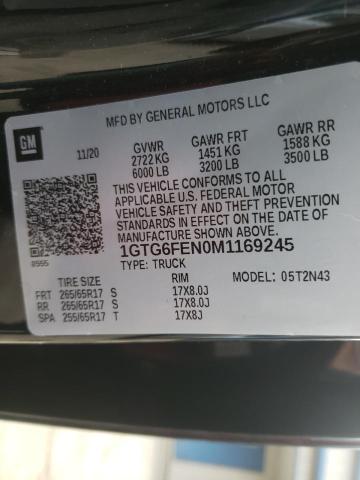 MFD BY GENERAL MOTORS LLC
GM
11/20 GVWR GAWR FRT GAWR RR
2722 KG 1451 KG 1588 KG
6000 LB 3200 LB 3500 LB
THIS VEHICLE CONFORMS TO ALL
APPLICABLE U.S. FEDERAL MOTOR
VEHICLE SAFETY AND THEFT
PREVENTION STANDARDS IN
EFFECT ON THE DATE OF
MANUFACTURE SHOWN ABOVE.
1GTG6FEN0M1169245
TYPE: TRUCK MODEL: 05T2N43
TIRE SIZE RIM
FRT 265/65R17 S 17X8.0J
RR 265/65R17 S 17X8.0J
SPA 255/65R17 T 17X8J